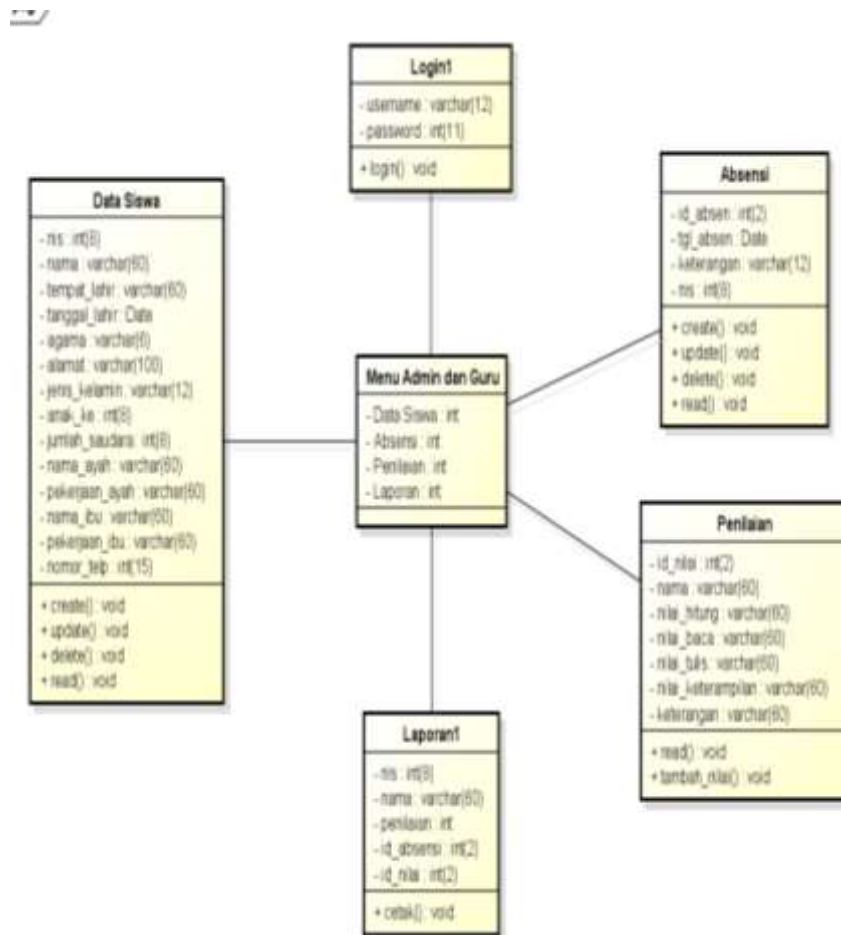 Login1
- username : varchar(12)
- password : int(11)
+ login() : void
Data Siswa
- nis : int(8)
- nama : varchar(60)
- tempat_lahir : varchar(60)
- tanggal_lahir : Date
- agama : varchar(6)
- alamat : varchar(100)
- jenis_kelamin : varchar(12)
- anak_ke : int(8)
- jumlah_saudara : int(8)
- nama_ayah : varchar(60)
- pekerjaan_ayah : varchar(60)
- nama_ibu : varchar(60)
- pekerjaan_ibu : varchar(60)
- nomor_telp : int(15)
+ create() : void
+ update() : void
+ delete() : void
+ read() : void
Absensi
- id_absen : int(2)
- tgl_absen : Date
- keterangan : varchar(12)
- nis : int(8)
+ create() : void
+ update() : void
+ delete() : void
+ read() : void
Menu Admin dan Guru
- Data Siswa : int
- Absensi : int
- Penilaian : int
- Laporan : int
Penilaian
- id_nilai : int(2)
- nama : varchar(60)
- nilai_hitung : varchar(60)
- nilai_baca : varchar(60)
- nilai_tulis : varchar(60)
- nilai_keterampilan : varchar(60)
- keterangan : varchar(60)
+ read() : void
+ tambah_nilai() : void
Laporan1
- nis : int(8)
- nama : varchar(60)
- penilaian : int
- id_absensi : int(2)
- id_nilai : int(2)
+ cetak() : void